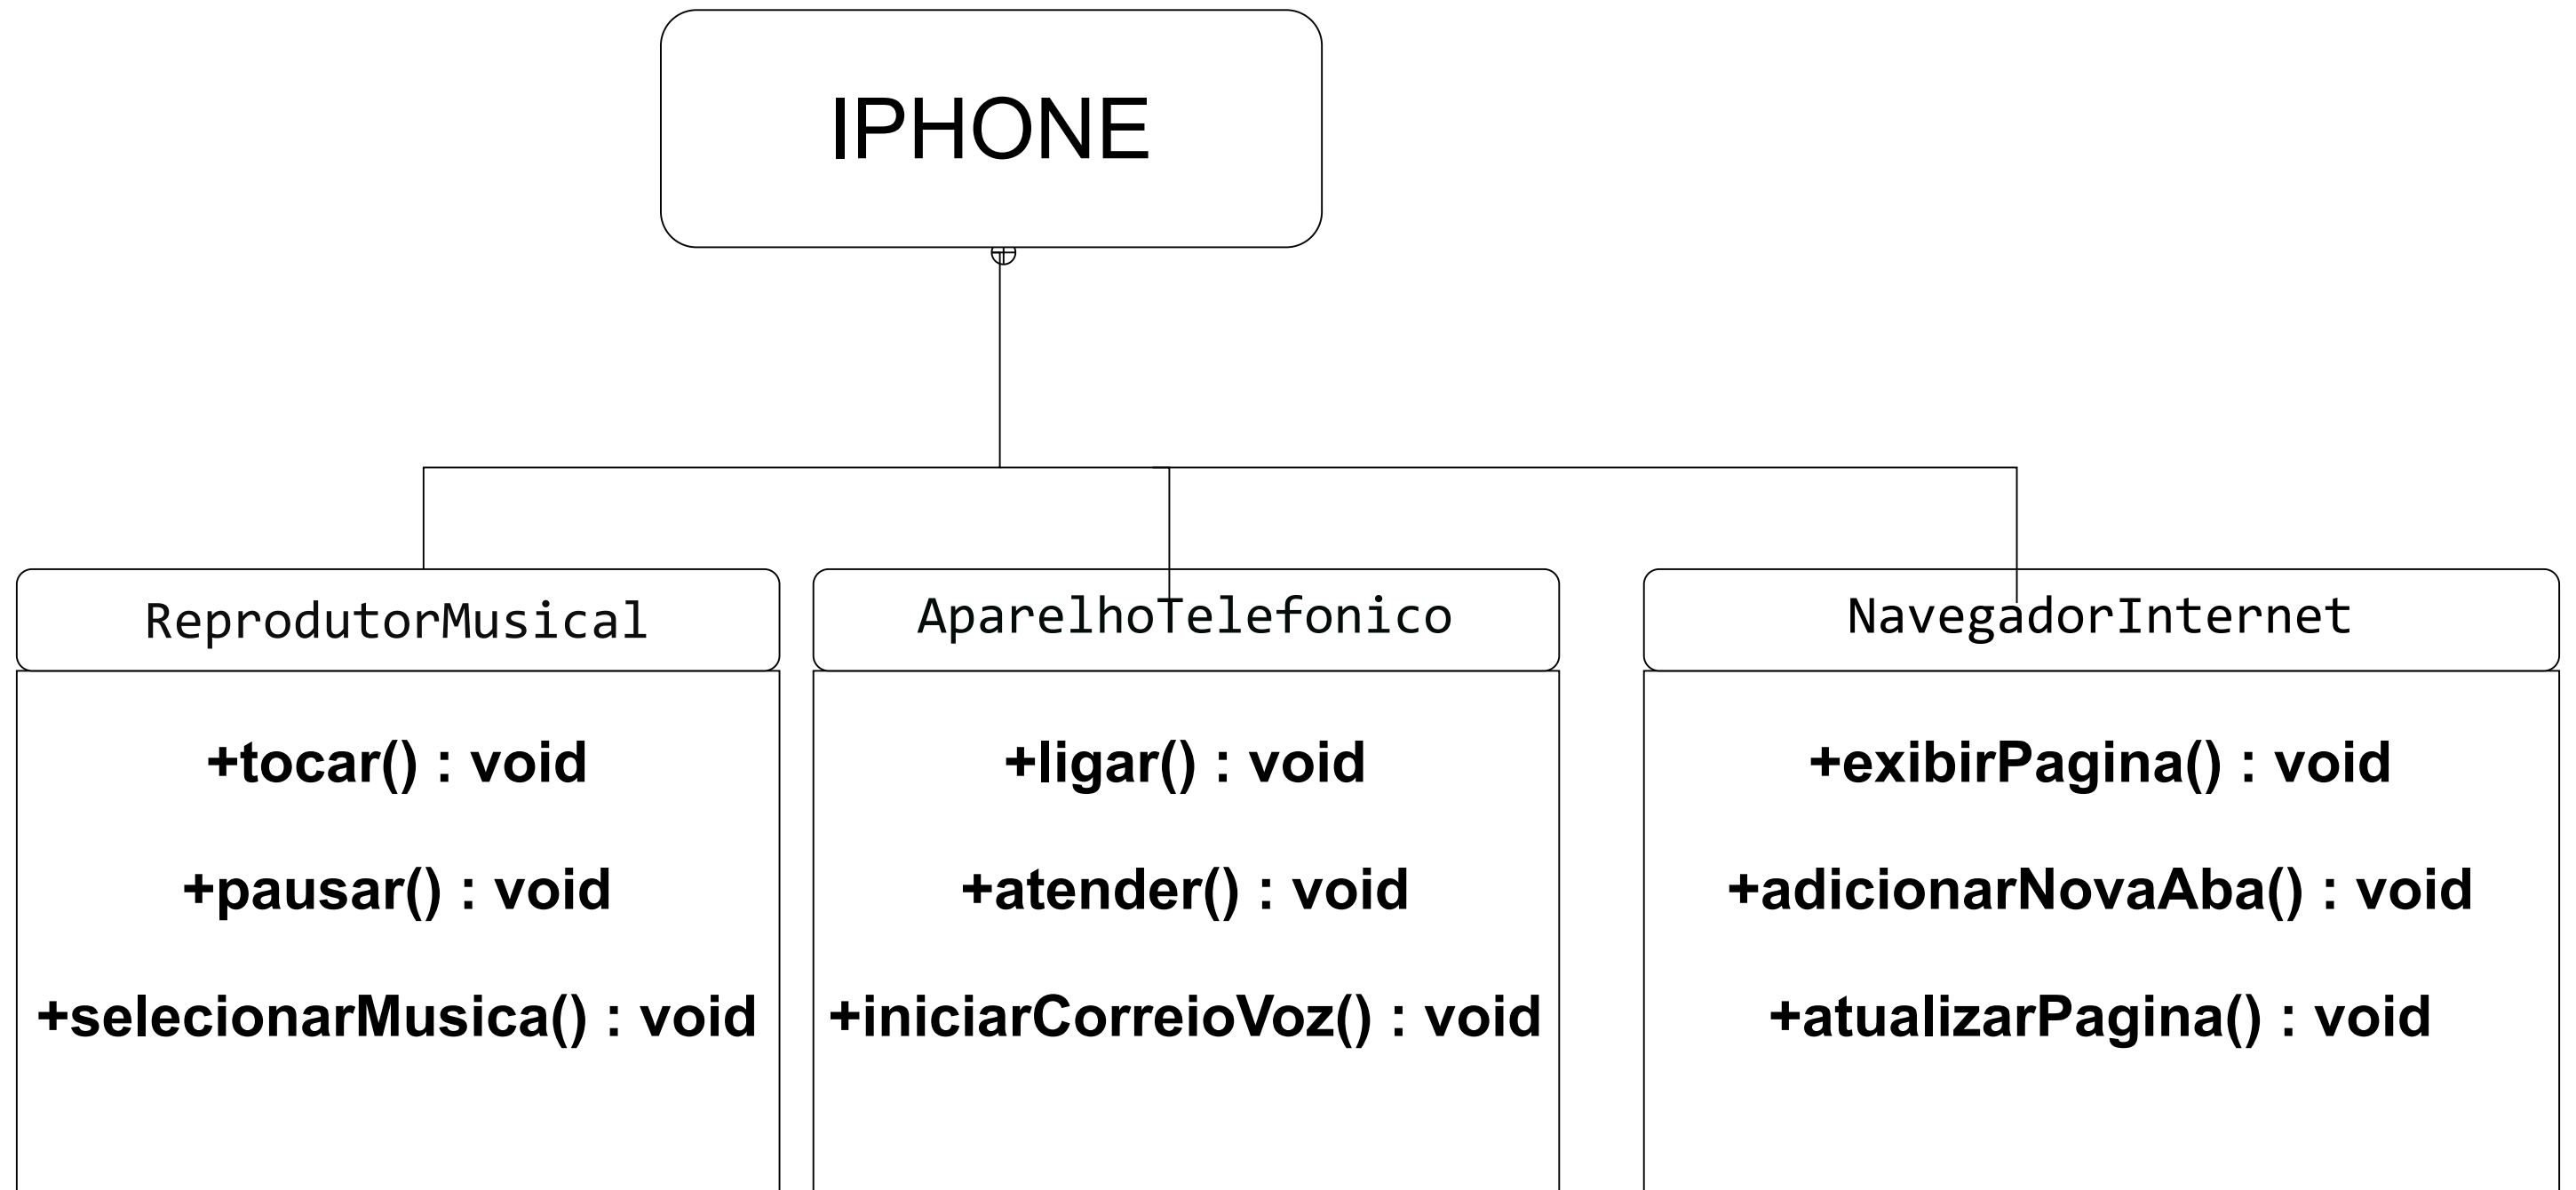 IPHONE
ReprodutorMusical
+tocar() : void
+pausar() : void
+selecionarMusica() : void
AparelhoTelefonico
+ligar() : void
+atender() : void
+iniciarCorreioVoz() : void
NavegadorInternet
+exibirPagina() : void
+adicionarNovaAba() : void
+atualizarPagina() : void